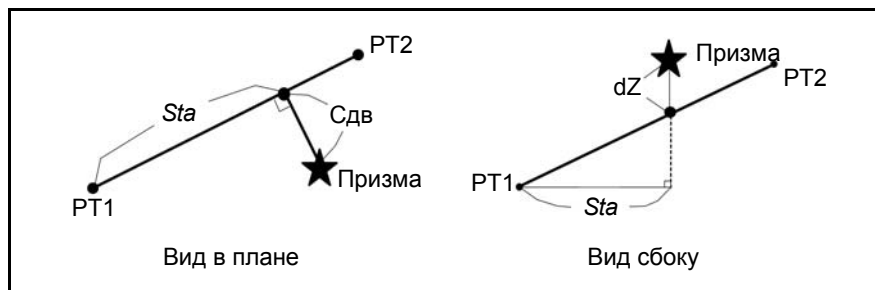 PT2
Sta
Сдв
Призма
PT1
Вид в плане
Призма
dZ
PT2
PT1
Sta
Вид сбоку